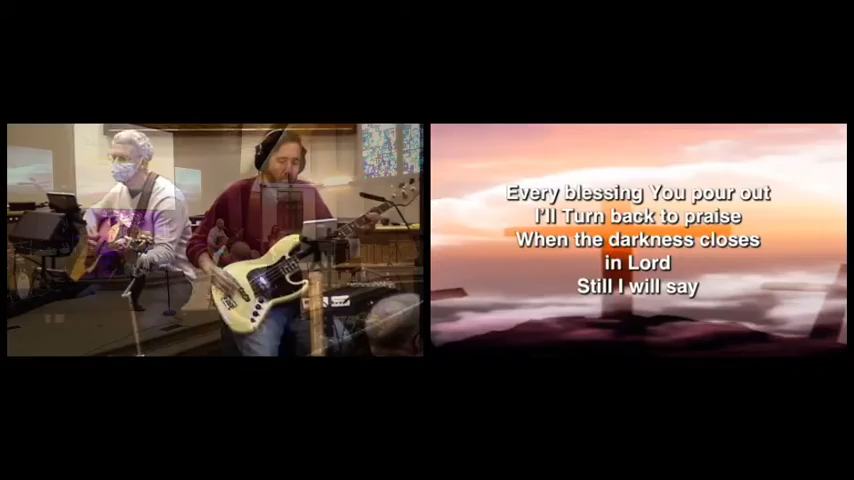 Every blessing You pour out
I'll Turn back to praise
When the darkness closes
in Lord
Still I will say